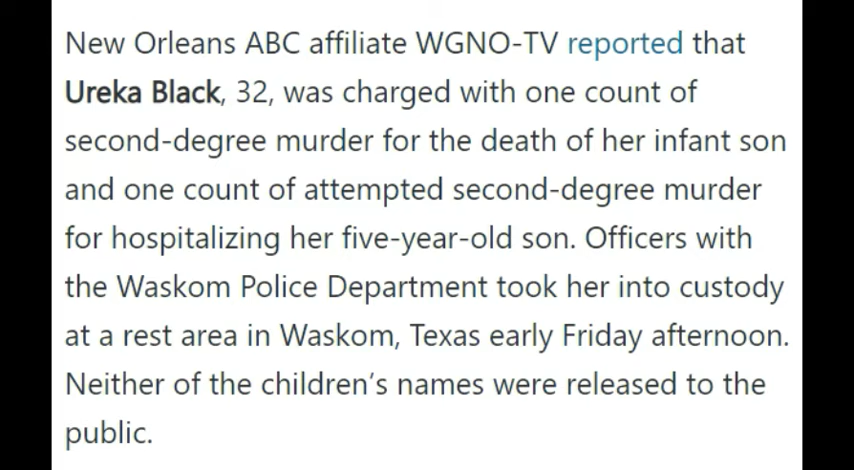 New Orleans ABC affiliate WGNO-TV reported that
Ureka Black, 32, was charged with one count of
second-degree murder for the death of her infant son
and one count of attempted second-degree murder
for hospitalizing her five-year-old son. Officers with
the Waskom Police Department took her into custody
at a rest area in Waskom, Texas early Friday afternoon.
Neither of the children's names were released to the
public.